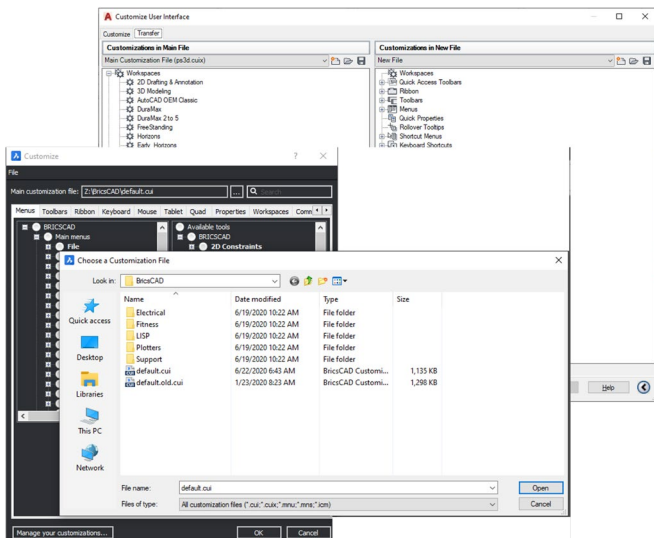 Customize User Interface
Customize Transfer
Customizations in Main File
Main Customization File (ps3d.cuix)
Workspaces
2D Drafting & Annotation
3D Modeling
AutoCAD OEM Classic
DuraMax
DuraMax 2 to 5
FreeStanding
Horizons
Early Horizons
Customizations in New File
New File
Workspaces
Quick Access Toolbars
Ribbon
Toolbars
Menus
Quick Properties
Rollover Tooltips
Shortcut Menus
Keyboard Shortcuts
Help
Customize
File
Main customization file: Z:\BricsCAD\default.cui ... Search
Menus Toolbars Ribbon Keyboard Mouse Tablet Quad Properties Workspaces Comm
BRICSCAD
Main menus
File
Available tools
BRICSCAD
2D Constraints
Choose a Customization File
Look in: BricsCAD
Quick access
Desktop
Libraries
This PC
Network
Name Date modified Type Size
Electrical 6/19/2020 10:22 AM File folder
Fitness 6/19/2020 10:22 AM File folder
LISP 6/19/2020 10:22 AM File folder
Plotters 6/19/2020 10:22 AM File folder
Support 6/19/2020 10:22 AM File folder
default.cui 6/22/2020 6:43 AM BricsCAD Customi... 1,135 KB
default.old.cui 1/23/2020 8:23 AM BricsCAD Customi... 1,298 KB
File name: default.cui Open
Files of type: All customization files (*.cui;*.cuix;*.mnu;*.mns;*.icm) Cancel
Manage your customizations... OK Cancel